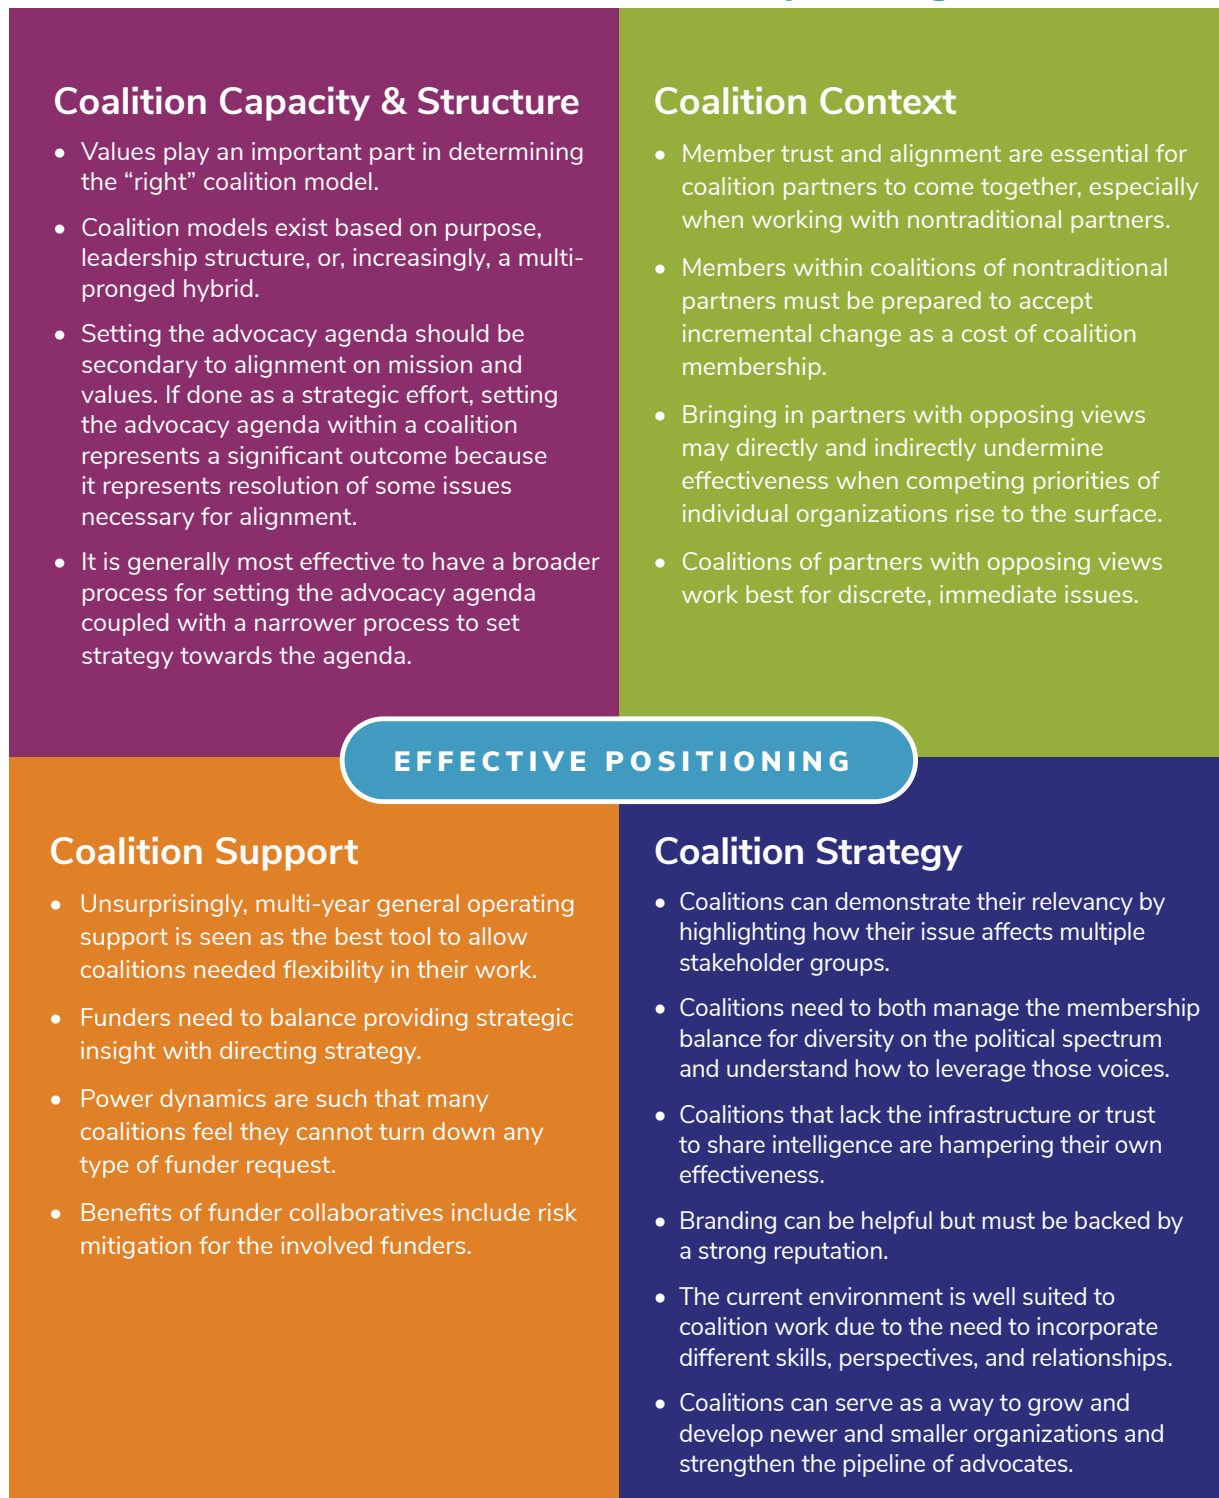 Coalition Capacity & Structure
• Values play an important part in determining
the “right” coalition model.
• Coalition models exist based on purpose,
leadership structure, or, increasingly, a multi-
pronged hybrid.
• Setting the advocacy agenda should be
secondary to alignment on mission and
values. If done as a strategic effort, setting
the advocacy agenda within a coalition
represents a significant outcome because
it represents resolution of some issues
necessary for alignment.
• It is generally most effective to have a broader
process for setting the advocacy agenda
coupled with a narrower process to set
strategy towards the agenda.
Coalition Context
• Member trust and alignment are essential for
coalition partners to come together, especially
when working with nontraditional partners.
• Members within coalitions of nontraditional
partners must be prepared to accept
incremental change as a cost of coalition
membership.
• Bringing in partners with opposing views
may directly and indirectly undermine
effectiveness when competing priorities of
individual organizations rise to the surface.
• Coalitions of partners with opposing views
work best for discrete, immediate issues.
EFFECTIVE POSITIONING
Coalition Support
• Unsurprisingly, multi-year general operating
support is seen as the best tool to allow
coalitions needed flexibility in their work.
• Funders need to balance providing strategic
insight with directing strategy.
• Power dynamics are such that many
coalitions feel they cannot turn down any
type of funder request.
• Benefits of funder collaboratives include risk
mitigation for the involved funders.
Coalition Strategy
• Coalitions can demonstrate their relevancy by
highlighting how their issue affects multiple
stakeholder groups.
• Coalitions need to both manage the membership
balance for diversity on the political spectrum
and understand how to leverage those voices.
• Coalitions that lack the infrastructure or trust
to share intelligence are hampering their own
effectiveness.
• Branding can be helpful but must be backed by
a strong reputation.
• The current environment is well suited to
coalition work due to the need to incorporate
different skills, perspectives, and relationships.
• Coalitions can serve as a way to grow and
develop newer and smaller organizations and
strengthen the pipeline of advocates.